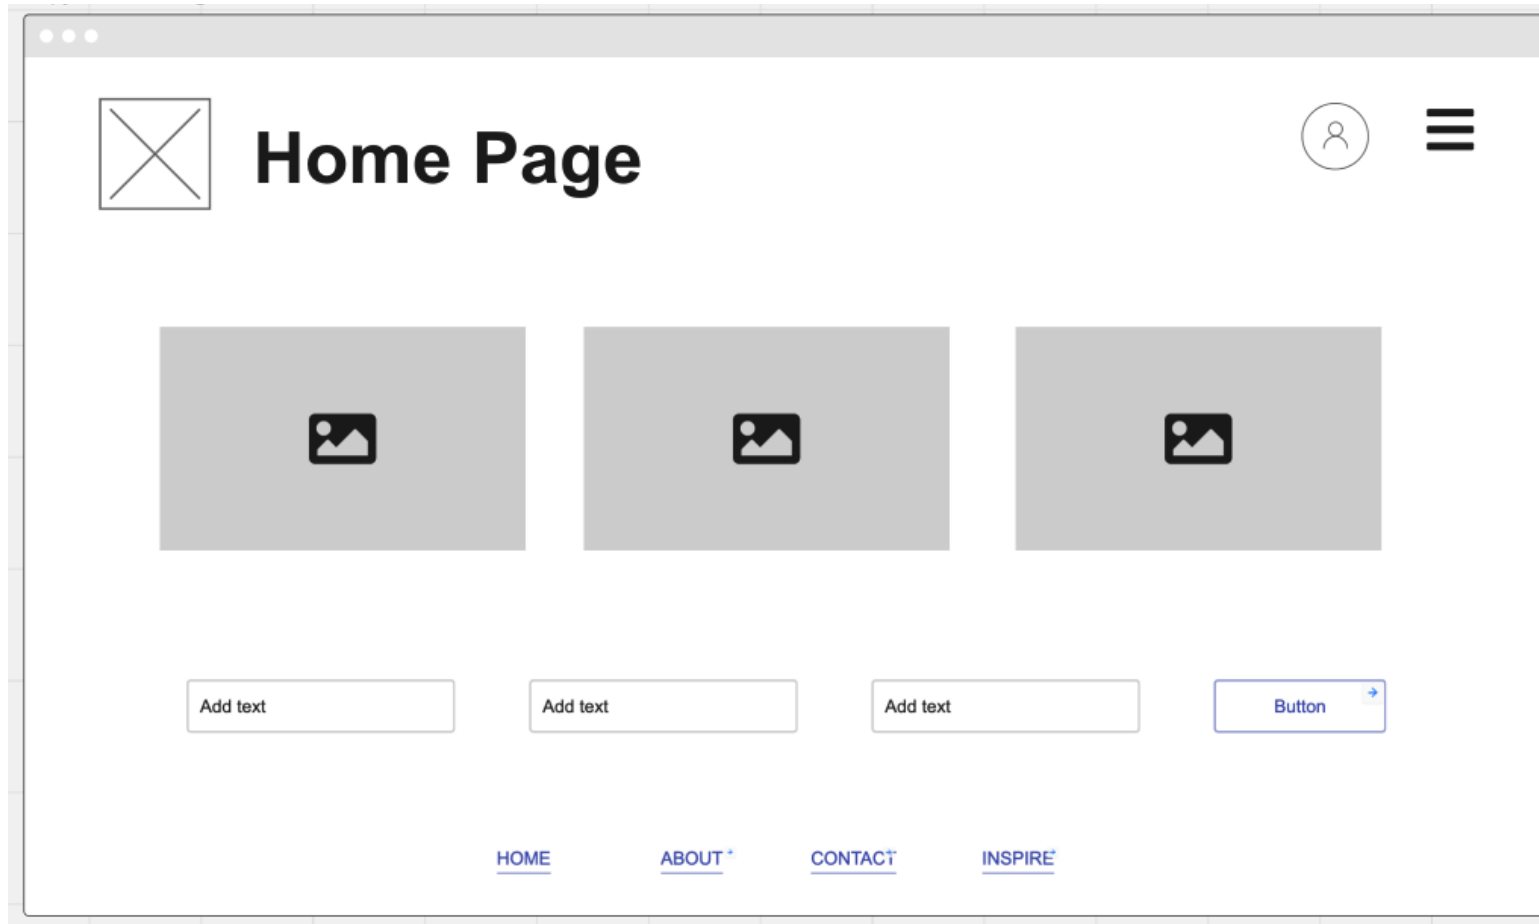 Home Page
Add text Add text Add text Button
HOME ABOUT CONTACT INSPIRE